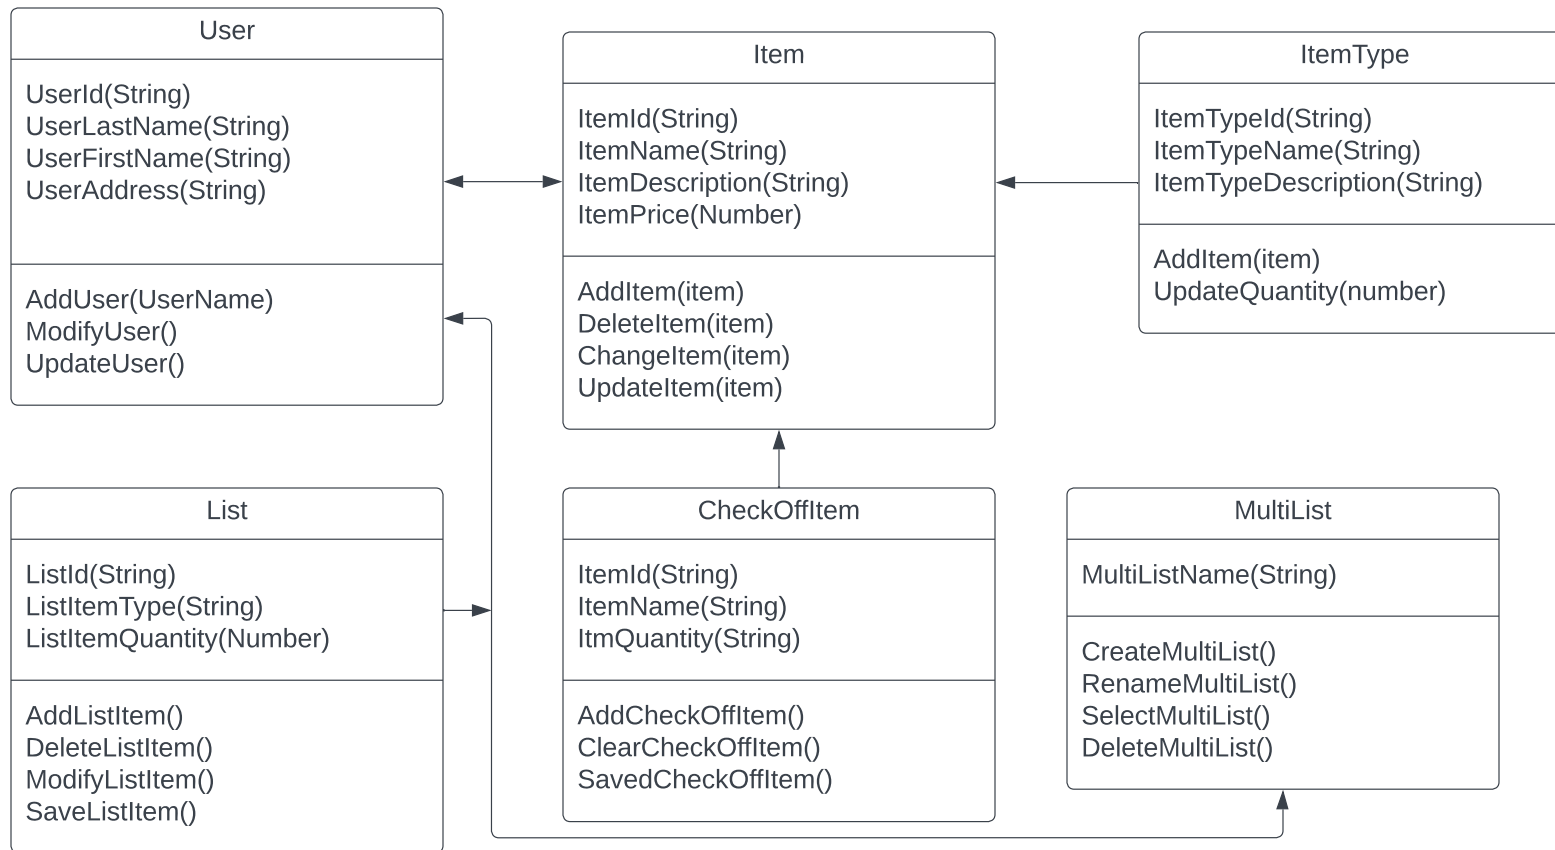 User
UserId(String)
UserLastName(String)
UserFirstName(String)
UserAddress(String)
AddUser(UserName)
ModifyUser()
UpdateUser()
Item
ItemId(String)
ItemName(String)
ItemDescription(String)
ItemPrice(Number)
AddItem(item)
DeleteItem(item)
ChangeItem(item)
UpdateItem(item)
ItemType
ItemTypeId(String)
ItemTypeName(String)
ItemTypeDescription(String)
AddItem(item)
UpdateQuantity(number)
List
ListId(String)
ListItemType(String)
ListItemQuantity(Number)
AddListItem()
DeleteListItem()
ModifyListItem()
SaveListItem()
CheckOffItem
ItemId(String)
ItemName(String)
ItmQuantity(String)
AddCheckOffItem()
ClearCheckOffItem()
SavedCheckOffItem()
MultiList
MultiListName(String)
CreateMultiList()
RenameMultiList()
SelectMultiList()
DeleteMultiList()